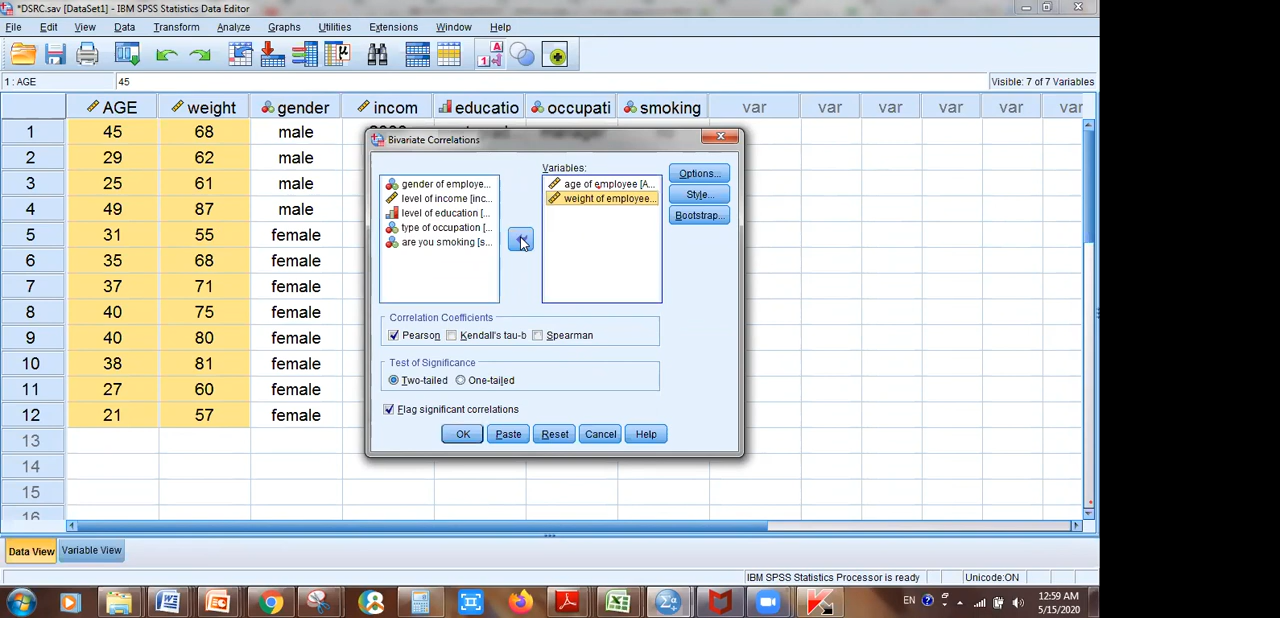 *DSRC.sav [DataSet1] - IBM SPSS Statistics Data Editor
File Edit View Data Transform Analyze Graphs Utilities Extensions Window Help
1 : AGE 45 Visible: 7 of 7 Variables
AGE weight gender incom educatio occupati smoking var var var var var
1 45 68 male
2 29 62 male
3 25 61 male
4 49 87 male
5 31 55 female
6 35 68 female
7 37 71 female
8 40 75 female
9 40 80 female
10 38 81 female
11 27 60 female
12 21 57 female
13
14
15
16
Bivariate Correlations
Variables:
gender of employe...
level of income [inc...
level of education [...
type of occupation [...
are you smoking [s...
age of employee [A...
weight of employee...
Options...
Style...
Bootstrap...
Correlation Coefficients
Pearson Kendall's tau-b Spearman
Test of Significance
Two-tailed One-tailed
Flag significant correlations
OK Paste Reset Cancel Help
Data View Variable View
IBM SPSS Statistics Processor is ready Unicode:ON
EN 12:59 AM
5/15/2020